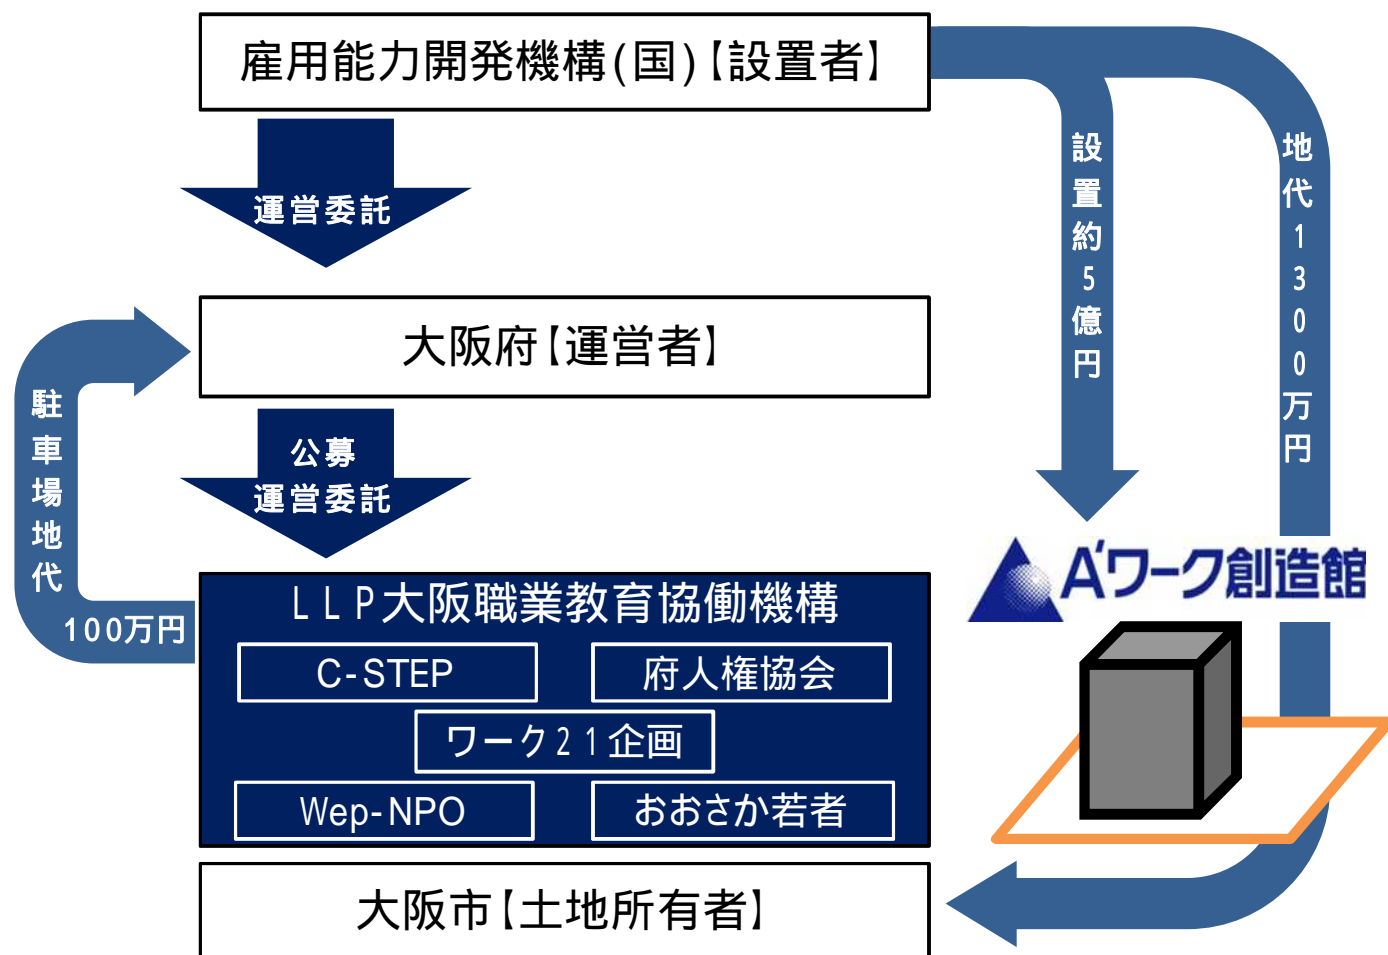 雇用能力開発機構(国)【設置者】
運営委託
設置約5億円
地代1300万円
大阪府【運営者】
公募
運営委託
駐車場地代
100万円
A'ワーク創造館
LLP大阪職業教育協働機構
C-STEP
府人権協会
ワーク21企画
Wep-NPO
おおさか若者
大阪市【土地所有者】